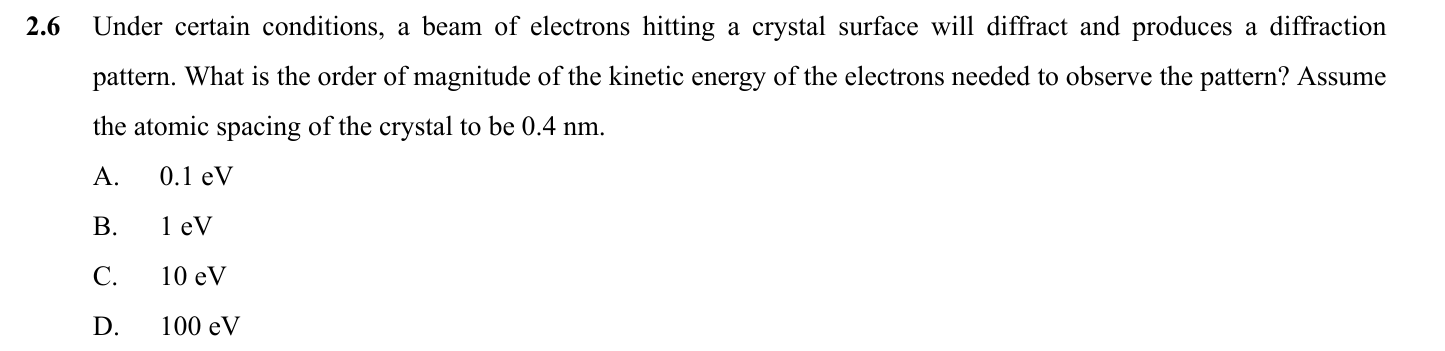 2.6 Under certain conditions, a beam of electrons hitting a crystal surface will diffract and produces a diffraction
pattern. What is the order of magnitude of the kinetic energy of the electrons needed to observe the pattern? Assume
the atomic spacing of the crystal to be 0.4 nm.
A. 0.1 eV
B. 1 eV
C. 10 eV
D. 100 eV